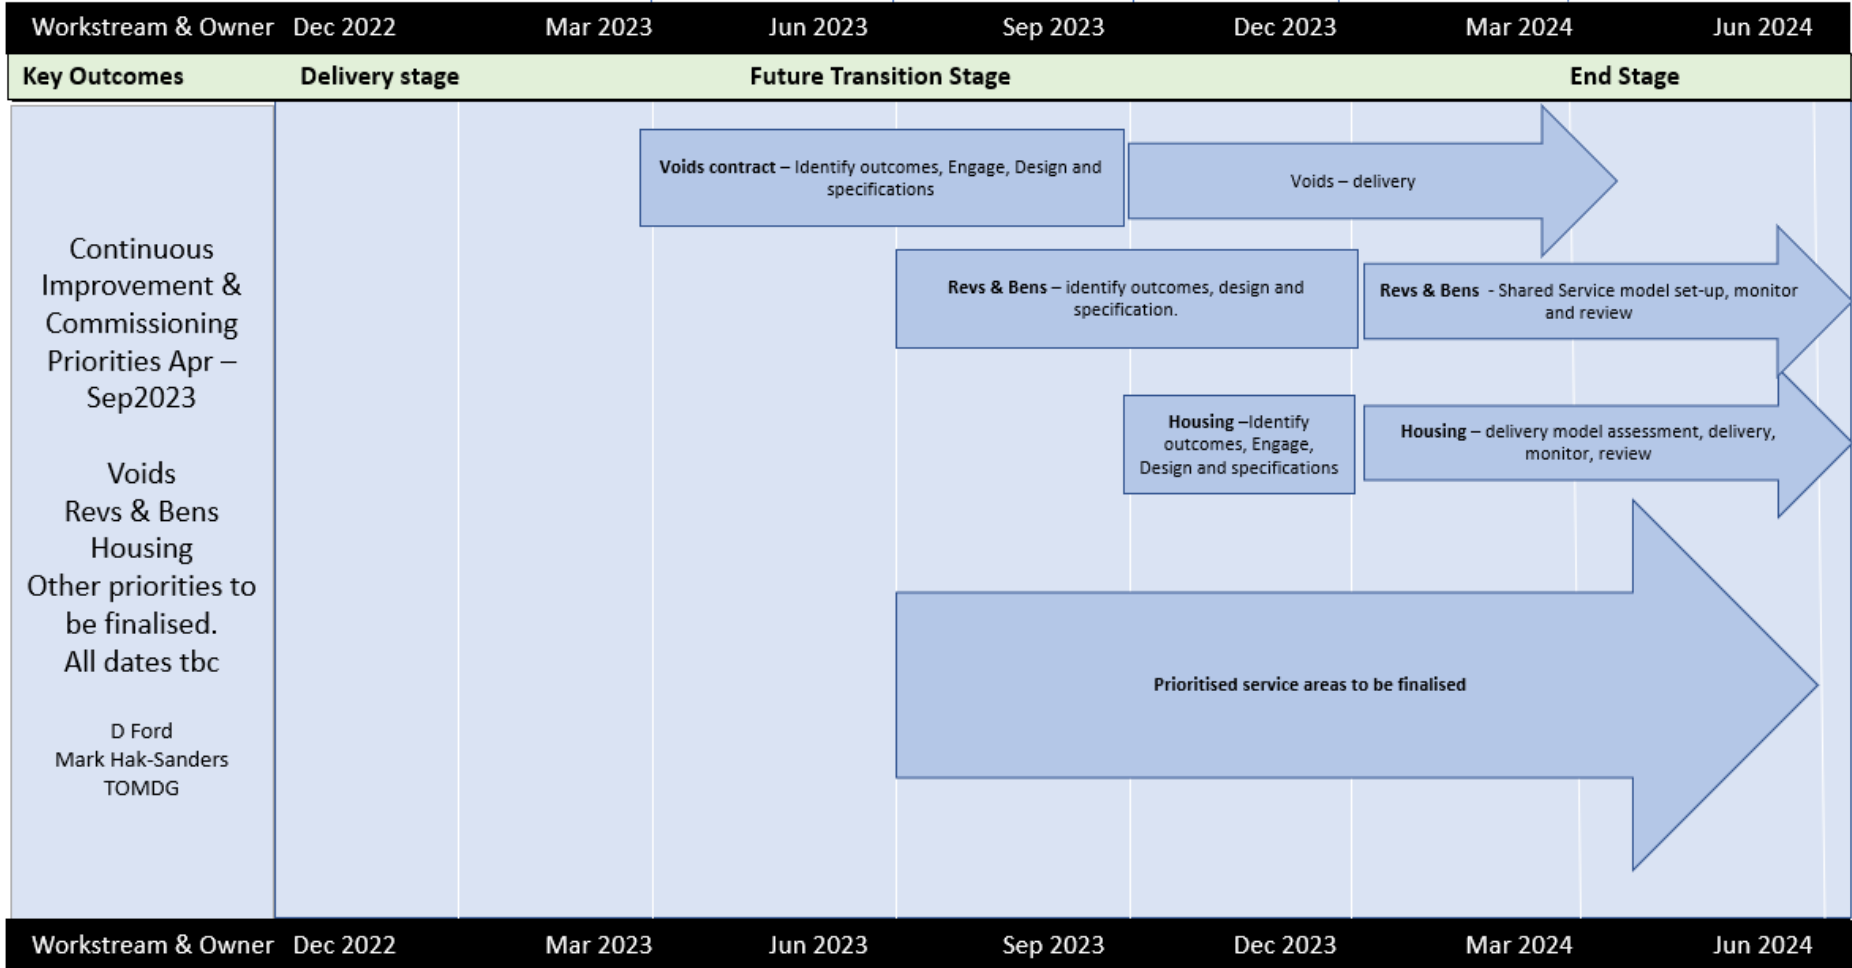 Workstream & Owner Dec 2022 Mar 2023 Jun 2023 Sep 2023 Dec 2023 Mar 2024 Jun 2024
Key Outcomes Delivery stage Future Transition Stage End Stage
Continuous
Improvement &
Commissioning
Priorities Apr –
Sep2023
Voids
Revs & Bens
Housing
Other priorities to
be finalised.
All dates tbc
D Ford
Mark Hak-Sanders
TOMDG
Voids contract – Identify outcomes, Engage, Design and
specifications
Voids – delivery
Revs & Bens – identify outcomes, design and
specification.
Revs & Bens - Shared Service model set-up, monitor
and review
Housing –Identify
outcomes, Engage,
Design and specifications
Housing – delivery model assessment, delivery,
monitor, review
Prioritised service areas to be finalised
Workstream & Owner Dec 2022 Mar 2023 Jun 2023 Sep 2023 Dec 2023 Mar 2024 Jun 2024